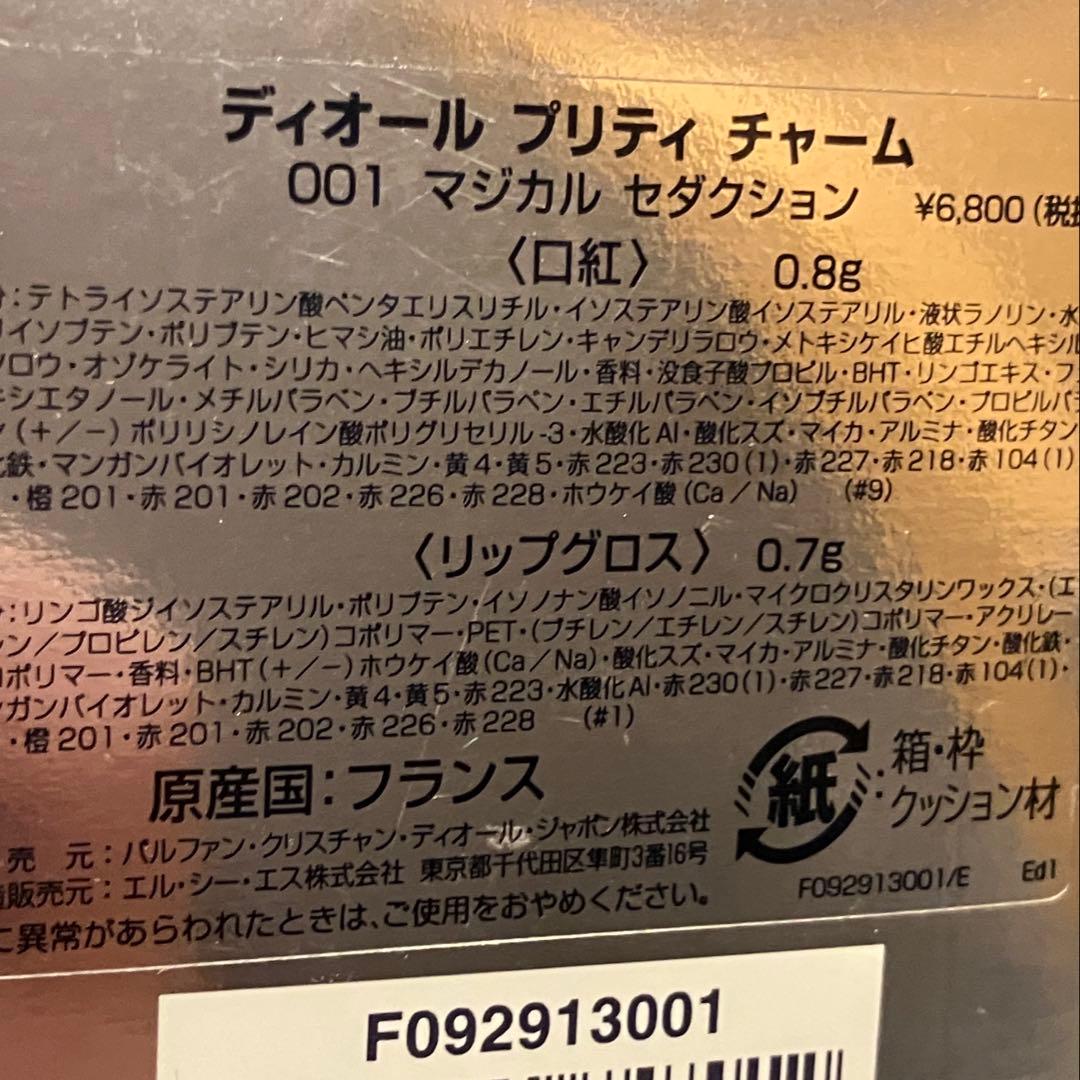 ディオール プリティ チャーム
001 マジカル セダクション ¥6,800(税抜
〈口紅〉 0.8g
分:テトライソステアリン酸ペンタエリスリチル・イソステアリン酸イソステアリル・液状ラノリン・水
リイソブテン・ポリブテン・ヒマシ油・ポリエチレン・キャンデリラロウ・メトキシケイヒ酸エチルヘキシル
ツロウ・オゾケライト・シリカ・ヘキシルデカノール・香料・没食子酸プロピル・BHT・リンゴエキス・フ
キシエタノール・メチルパラベン・ブチルパラベン・エチルパラベン・イソブチルパラベン・プロピルパラ
ン(+/−)ポリリシノレイン酸ポリグリセリル-3・水酸化Al・酸化スズ・マイカ・アルミナ・酸化チタン
化鉄・マンガンバイオレット・カルミン・黄4・黄5・赤223・赤230(1)・赤227・赤218・赤104(1)
・橙201・赤201・赤202・赤226・赤228・ホウケイ酸(Ca/Na) (#9)
〈リップグロス〉 0.7g
分:リンゴ酸ジイソステアリル・ポリブテン・イソノナン酸イソノニル・マイクロクリスタリンワックス・(エ
レン/プロピレン/スチレン)コポリマー・PET・(ブチレン/エチレン/スチレン)コポリマー・アクリレー
コポリマー・香料・BHT(+/−)ホウケイ酸(Ca/Na)・酸化スズ・マイカ・アルミナ・酸化チタン・酸化鉄・
ンガンバイオレット・カルミン・黄4・黄5・赤223・水酸化Al・赤230(1)・赤227・赤218・赤104(1)・
・橙201・赤201・赤202・赤226・赤228 (#1)
原産国:フランス
紙
:箱・枠
クッション材
売 元:パルファン・クリスチャン・ディオール・ジャポン株式会社
造販売元:エル・シー・エス株式会社 東京都千代田区隼町3番16号
に異常があらわれたときは、ご使用をおやめください。
F092913001/E Ed1
F092913001